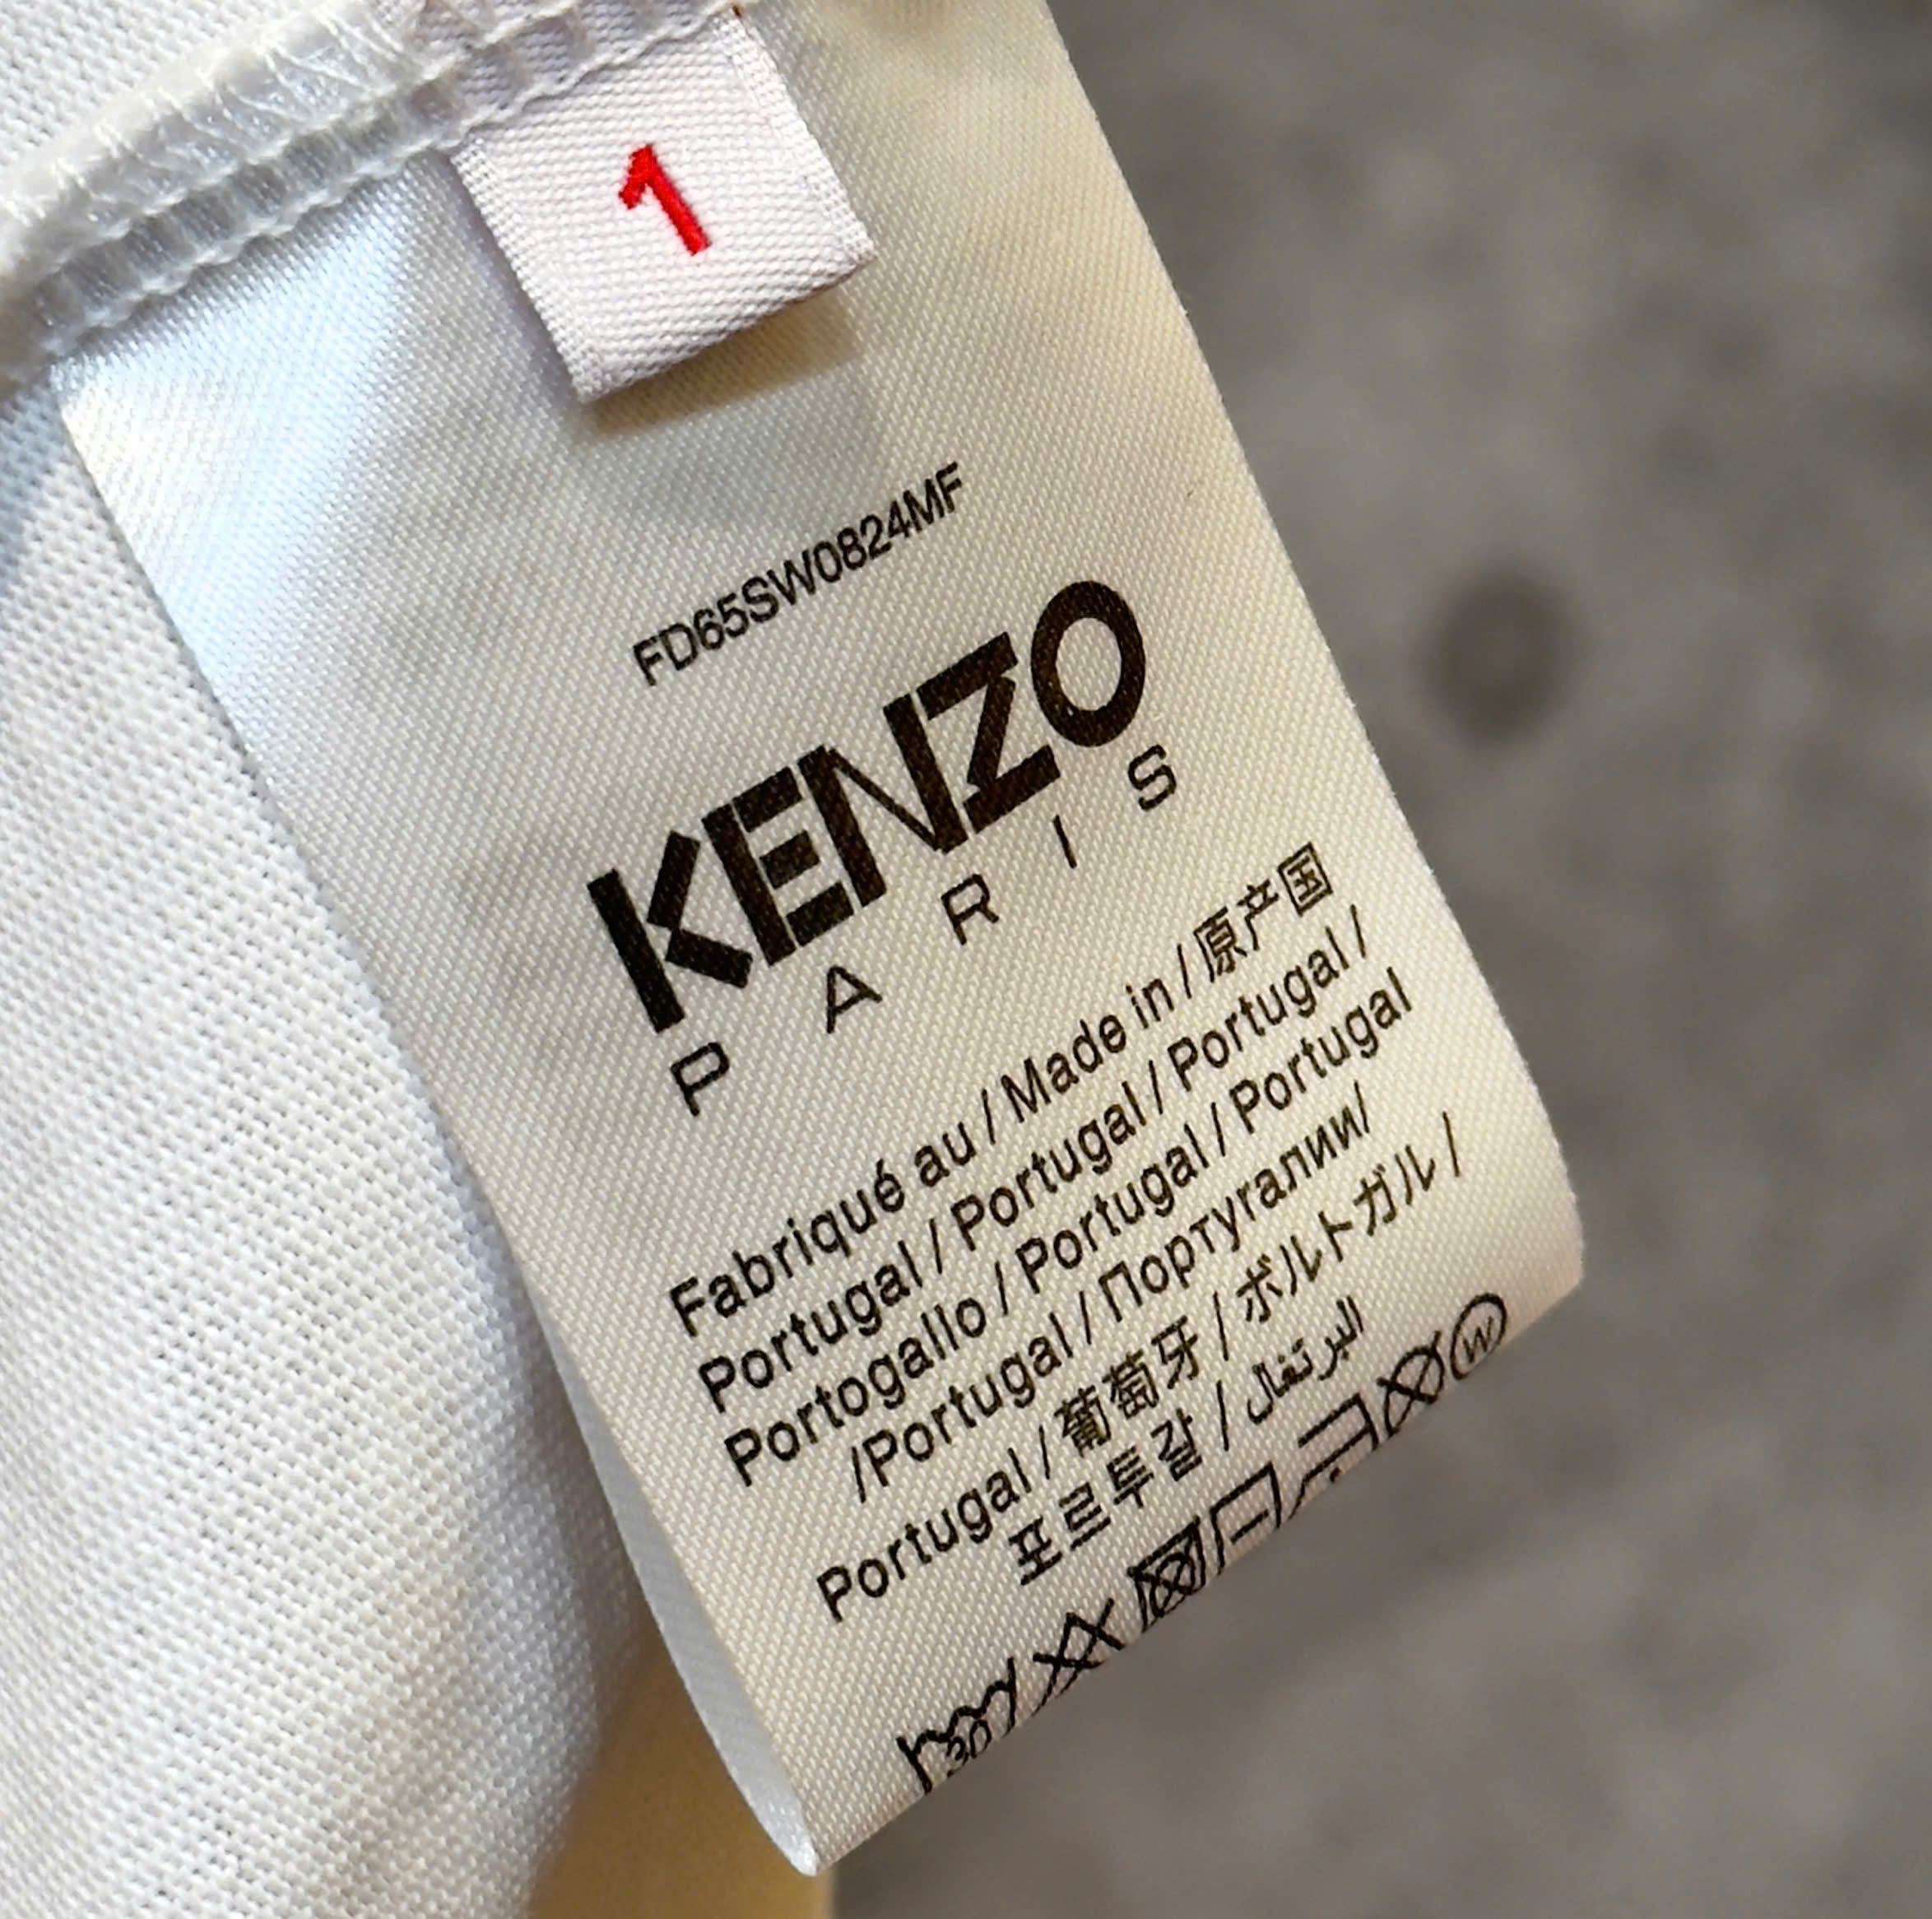 1
FD65SW0824MF
KENZO
PARIS
Fabriqué au / Made in / 原产国
Portugal / Portugal / Portugal /
Portogallo / Portugal / Portugal
/Portugal / Португалии/
Portugal / 葡萄牙 / ポルトガル /
포르투갈 / البرتغال
30 W